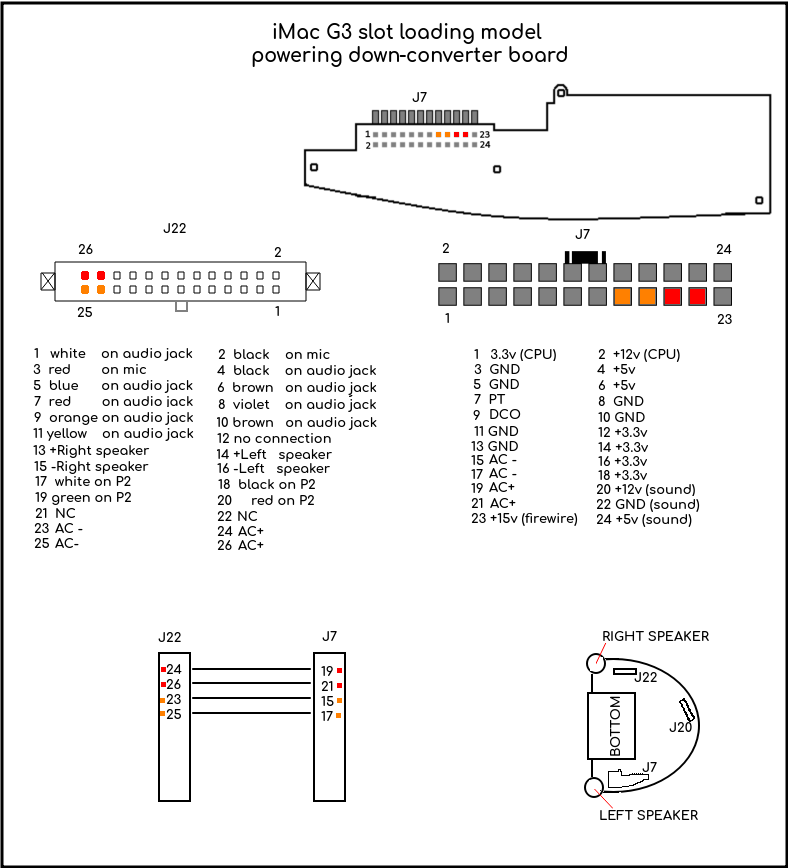 iMac G3 slot loading model
powering down-converter board
J7
1 23
2 24
J22
26 2
25 1
J7
2 24
1 23
1 white on audio jack
3 red on mic
5 blue on audio jack
7 red on audio jack
9 orange on audio jack
11 yellow on audio jack
13 +Right speaker
15 -Right speaker
17 white on P2
19 green on P2
21 NC
23 AC -
25 AC-
2 black on mic
4 black on audio jack
6 brown on audio jack
8 violet on audio jack
10 brown on audio jack
12 no connection
14 +Left speaker
16 -Left speaker
18 black on P2
20 red on P2
22 NC
24 AC+
26 AC+
1 3.3v (CPU)
3 GND
5 GND
7 PT
9 DCO
11 GND
13 GND
15 AC -
17 AC -
19 AC+
21 AC+
23 +15v (firewire)
2 +12v (CPU)
4 +5v
6 +5v
8 GND
10 GND
12 +3.3v
14 +3.3v
16 +3.3v
18 +3.3v
20 +12v (sound)
22 GND (sound)
24 +5v (sound)
J22 J7
24 19
26 21
23 15
25 17
RIGHT SPEAKER
J22
BOTTOM
J20
J7
LEFT SPEAKER